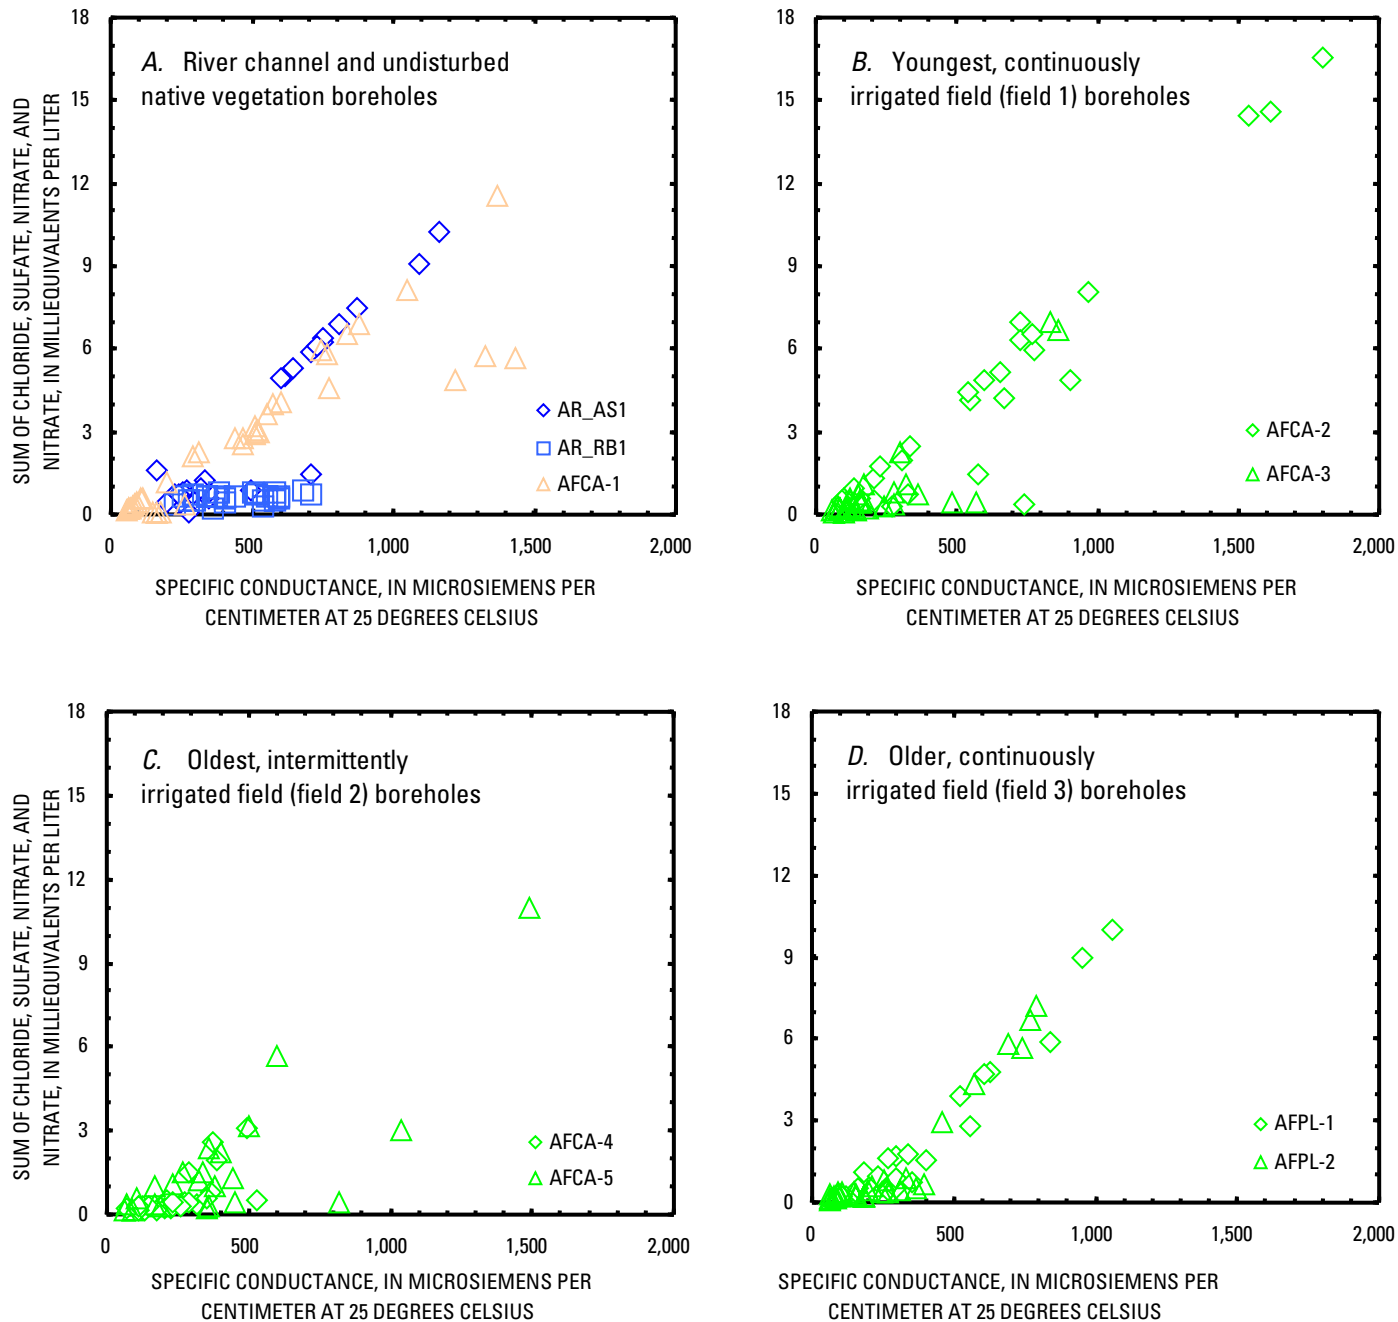 SUM OF CHLORIDE, SULFATE, NITRATE, AND
NITRATE, IN MILLIEQUIVALENTS PER LITER
18
15
12
9
6
3
0
A. River channel and undisturbed
native vegetation boreholes
AR_AS1
AR_RB1
AFCA-1
0 500 1,000 1,500 2,000
SPECIFIC CONDUCTANCE, IN MICROSIEMENS PER
CENTIMETER AT 25 DEGREES CELSIUS
18
15
12
9
6
3
0
B. Youngest, continuously
irrigated field (field 1) boreholes
AFCA-2
AFCA-3
0 500 1,000 1,500 2,000
SPECIFIC CONDUCTANCE, IN MICROSIEMENS PER
CENTIMETER AT 25 DEGREES CELSIUS
SUM OF CHLORIDE, SULFATE, NITRATE, AND
NITRATE, IN MILLIEQUIVALENTS PER LITER
18
15
12
9
6
3
0
C. Oldest, intermittently
irrigated field (field 2) boreholes
AFCA-4
AFCA-5
0 500 1,000 1,500 2,000
SPECIFIC CONDUCTANCE, IN MICROSIEMENS PER
CENTIMETER AT 25 DEGREES CELSIUS
18
15
12
9
6
3
0
D. Older, continuously
irrigated field (field 3) boreholes
AFPL-1
AFPL-2
0 500 1,000 1,500 2,000
SPECIFIC CONDUCTANCE, IN MICROSIEMENS PER
CENTIMETER AT 25 DEGREES CELSIUS